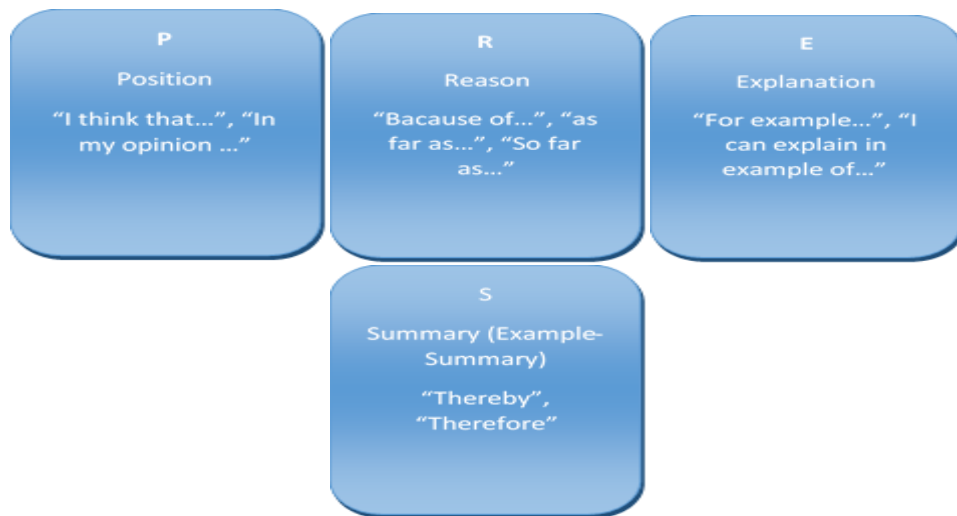 P
Position
“I think that...”, “In
my opinion ...”
R
Reason
“Bacause of...”, “as
far as...”, “So far
as...”
E
Explanation
“For example...”, “I
can explain in
example of...”
S
Summary (Example-
Summary)
“Thereby”,
“Therefore”